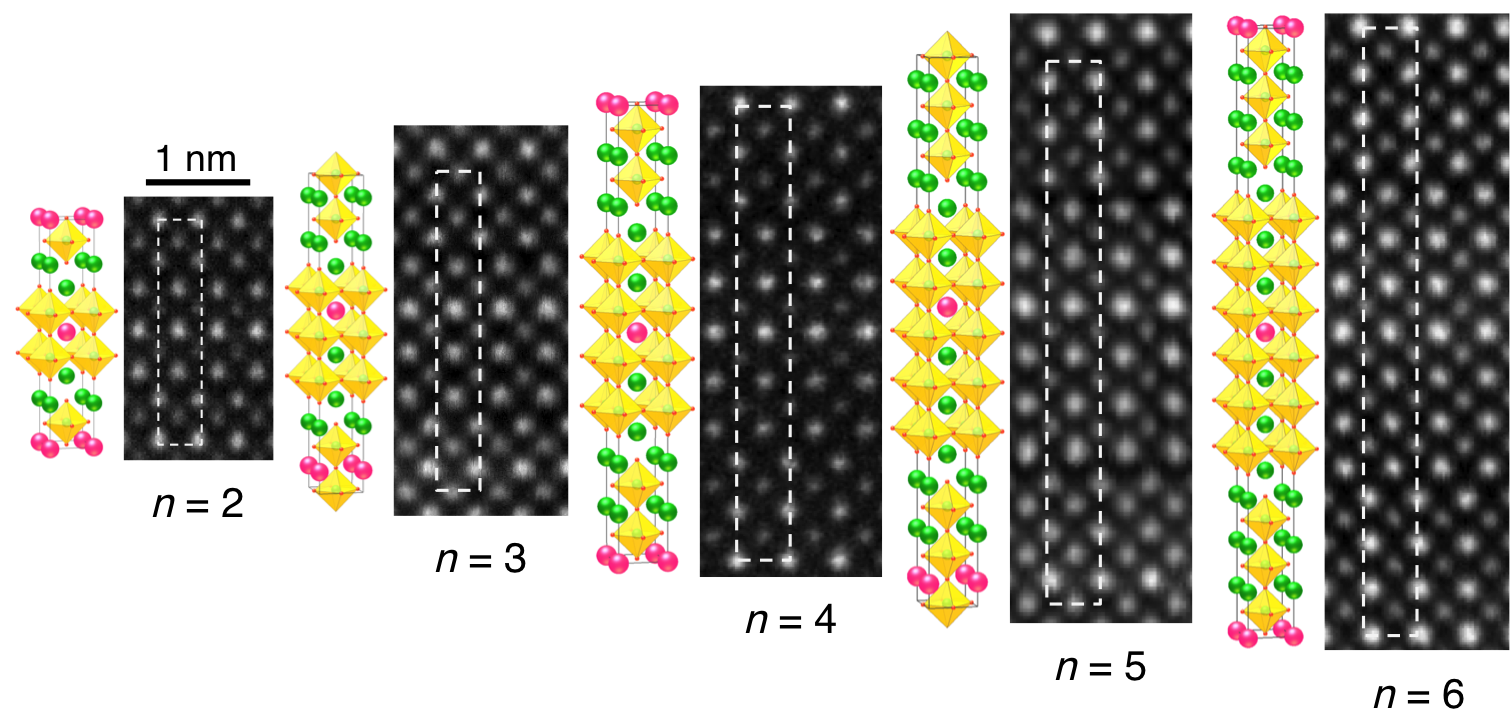 1 nm
n = 2
n = 3
n = 4
n = 5
n = 6